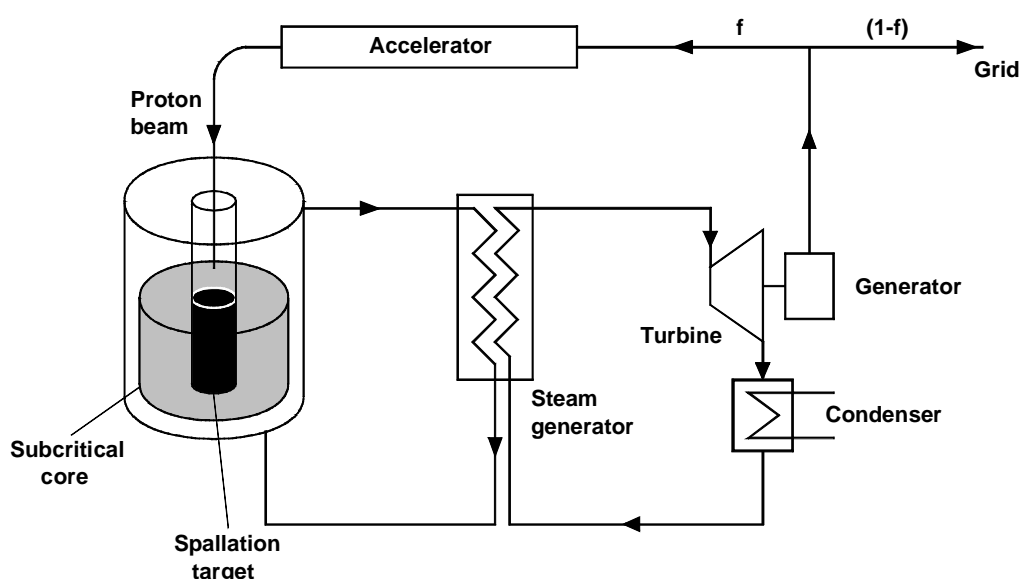 f
(1-f)
Accelerator
Grid
Proton
beam
Generator
Turbine
Steam
generator
Condenser
Subcritical
core
Spallation
target